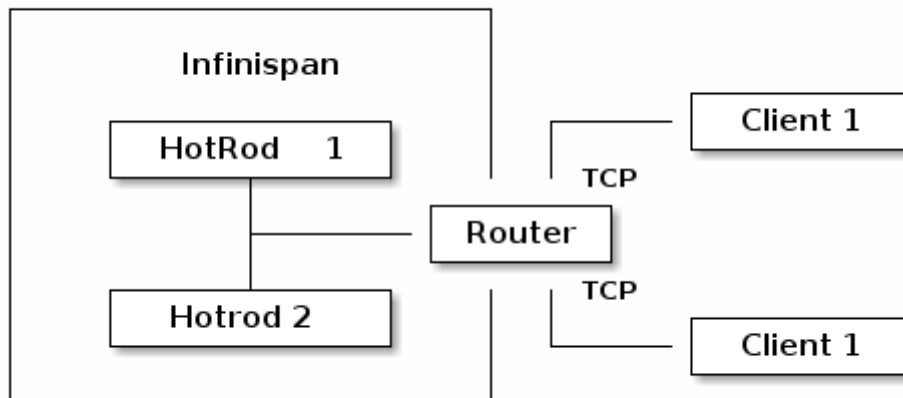 Infinispan
HotRod 1
Client 1
TCP
Router
TCP
Hotrod 2
Client 1